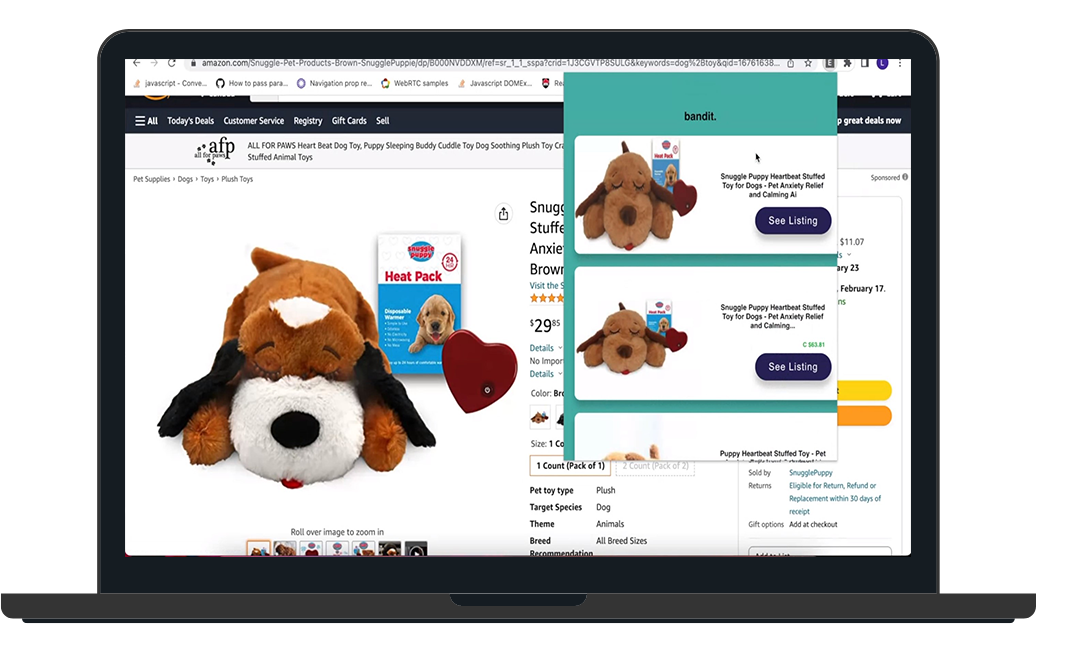 amazon.com/Snuggle-Pet-Products-Brown-SnugglePuppie/dp/B000NVDDXM/ref=sr_1_1_sspa?crid=1J3CGVTP8SULG&keywords=dog%2Btoy&qid=16761638...
javascript - Conve...
How to pass para...
Navigation prop re...
WebRTC samples
Javascript DOMEx...
Rea
All Today's Deals Customer Service Registry Gift Cards Sell
p great deals now
afp
all for paws
ALL FOR PAWS Heart Beat Dog Toy, Puppy Sleeping Buddy Cuddle Toy Dog Soothing Plush Toy Cra
Stuffed Animal Toys
Pet Supplies › Dogs › Toys › Plush Toys
Sponsored
bandit.
Snuggle Puppy Heartbeat Stuffed
Toy for Dogs - Pet Anxiety Relief
and Calming Ai
See Listing
Snuggle Puppy Heartbeat Stuffed
Toy for Dogs - Pet Anxiety Relief
and Calming...
C $63.81
See Listing
Puppy Heartbeat Stuffed Toy - Pet
snuggle
puppy
Heat Pack
24
Disposable
Warmer
Snugg
Stuffe
Anxie
Brown
Visit the S
$2985
Details
No Impor
Details
Color: Bro
Size: 1 Co
1 Count (Pack of 1)
2 Count (Pack of 2)
Pet toy type Plush
Target Species Dog
Theme Animals
Breed All Breed Sizes
Recommendation
Roll over image to zoom in
$11.07
ls
ary 23
, February 17.
ns
Sold by SnugglePuppy
Returns Eligible for Return, Refund or
Replacement within 30 days of
receipt
Gift options Add at checkout
Add to List